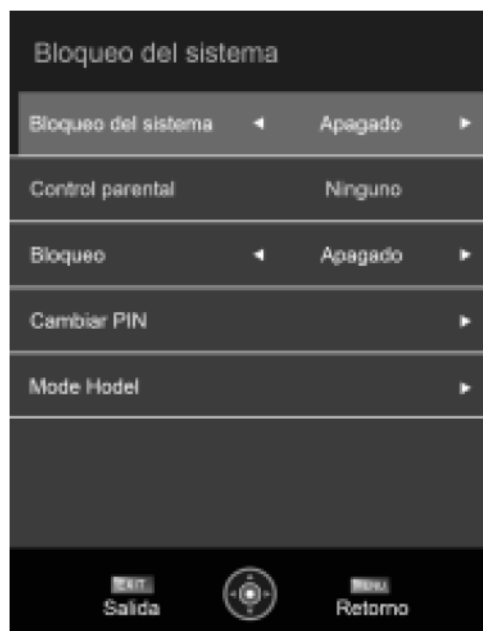 Bloqueo del sistema
Bloqueo del sistema ◄ Apagado ►
Control parental Ninguno
Bloqueo ◄ Apagado ►
Cambiar PIN ►
Mode Hodel ►
EXIT MENU
Salida Retorno